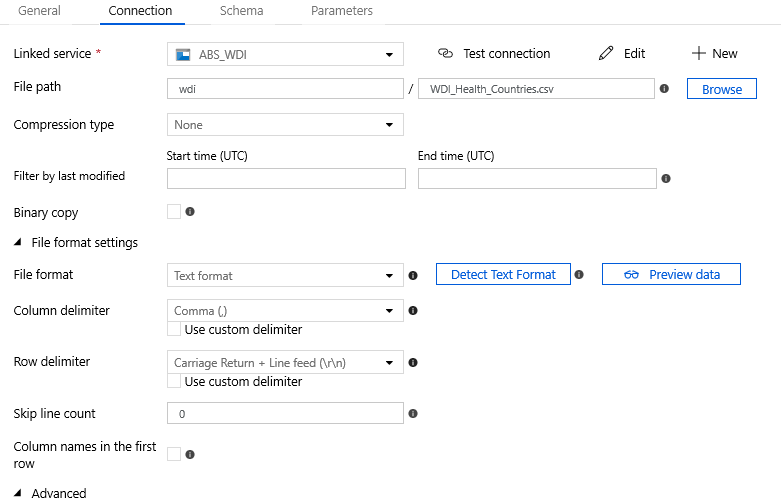 General Connection Schema Parameters
Linked service * ABS_WDI Test connection Edit New
File path wdi / WDI_Health_Countries.csv Browse
Compression type None
Start time (UTC) End time (UTC)
Filter by last modified
Binary copy
File format settings
File format Text format Detect Text Format Preview data
Column delimiter Comma (,)
Use custom delimiter
Row delimiter Carriage Return + Line feed (\r\n)
Use custom delimiter
Skip line count 0
Column names in the first
row
Advanced